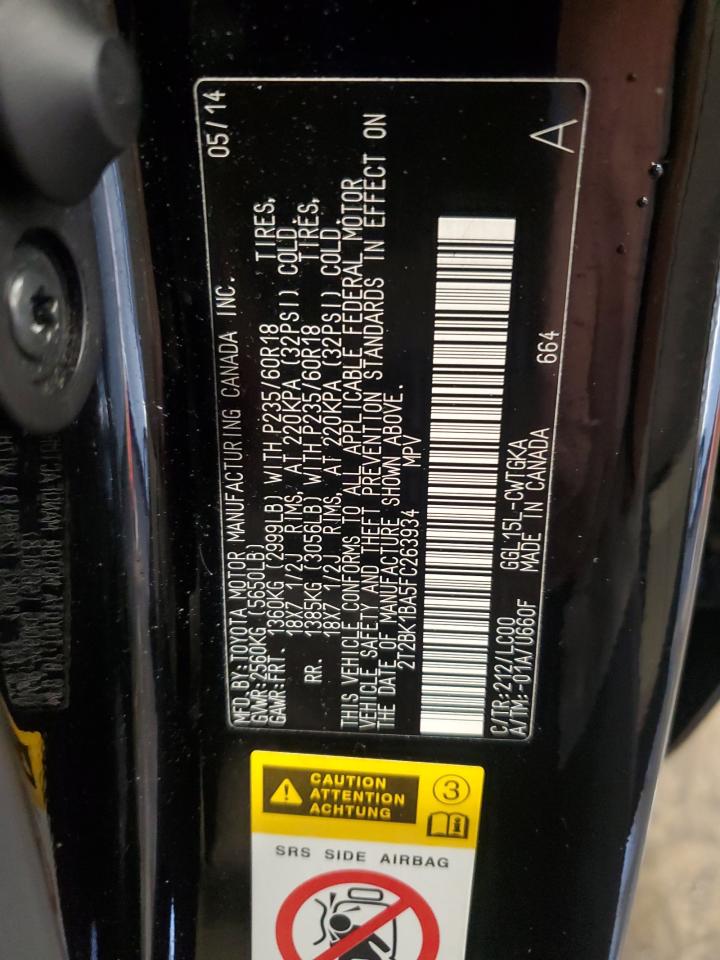 05/14
MFD.BY:TOYOTA MOTOR MANUFACTURING CANADA INC.
GVWR:2560KG (5650LB)
GAWR:FRT. 1360KG (2999LB) WITH P235/60R18 TIRES,
18X7 1/2J RIMS, AT 220KPA (32PSI) COLD
RR. 1385KG (3056LB) WITH P235/60R18 TIRES,
18X7 1/2J RIMS, AT 220KPA (32PSI) COLD.
THIS VEHICLE CONFORMS TO ALL APPLICABLE FEDERAL MOTOR
VEHICLE SAFETY AND THEFT PREVENTION STANDARDS IN EFFECT ON
THE DATE OF MANUFACTURE SHOWN ABOVE.
2T2BK1BA5FC263934 MPV
C/TR:212/LC00 GGL15L-CWTGKA 664 A
A/TM:-01A/U660F MADE IN CANADA
CAUTION
ATTENTION
ACHTUNG
3
SRS SIDE AIRBAG